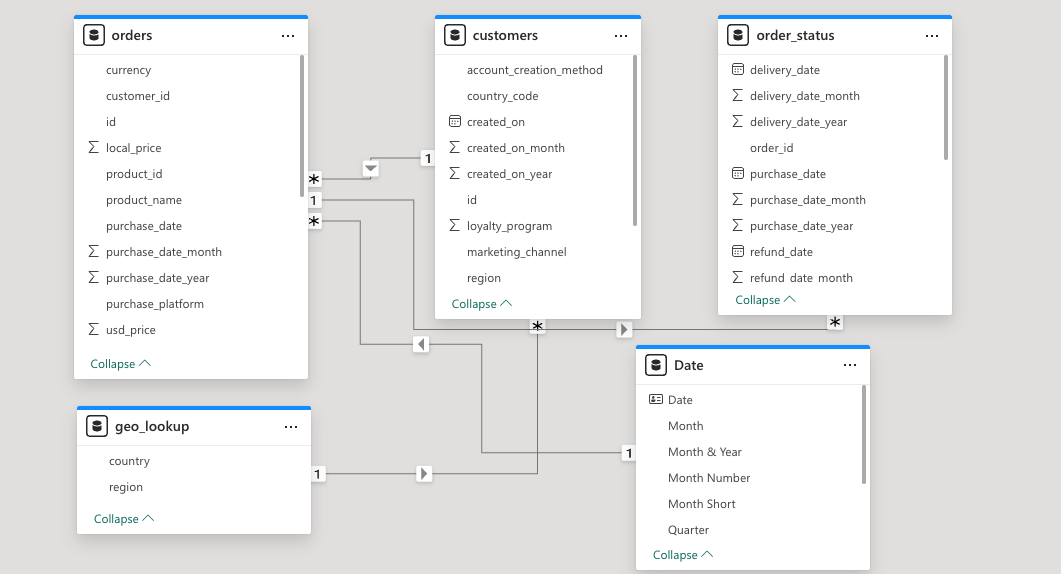 orders
currency
customer_id
id
local_price
product_id
product_name
purchase_date
purchase_date_month
purchase_date_year
purchase_platform
usd_price
Collapse
customers
account_creation_method
country_code
created_on
created_on_month
created_on_year
id
loyalty_program
marketing_channel
region
Collapse
order_status
delivery_date
delivery_date_month
delivery_date_year
order_id
purchase_date
purchase_date_month
purchase_date_year
refund_date
refund_date_month
Collapse
*
1
*
1
*
*
1
1
geo_lookup
country
region
Collapse
Date
Date
Month
Month & Year
Month Number
Month Short
Quarter
Collapse